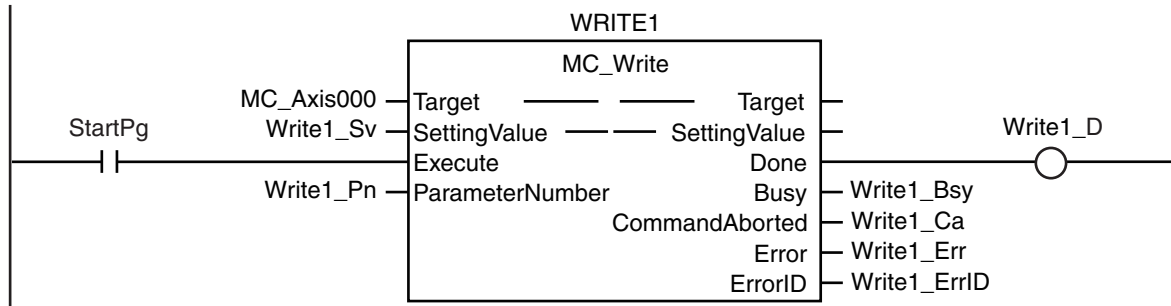 WRITE1
MC_Write
MC_Axis000 Target Target
StartPg Write1_Sv SettingValue SettingValue Write1_D
Execute Done
Write1_Pn ParameterNumber Busy Write1_Bsy
CommandAborted Write1_Ca
Error Write1_Err
ErrorID Write1_ErrID